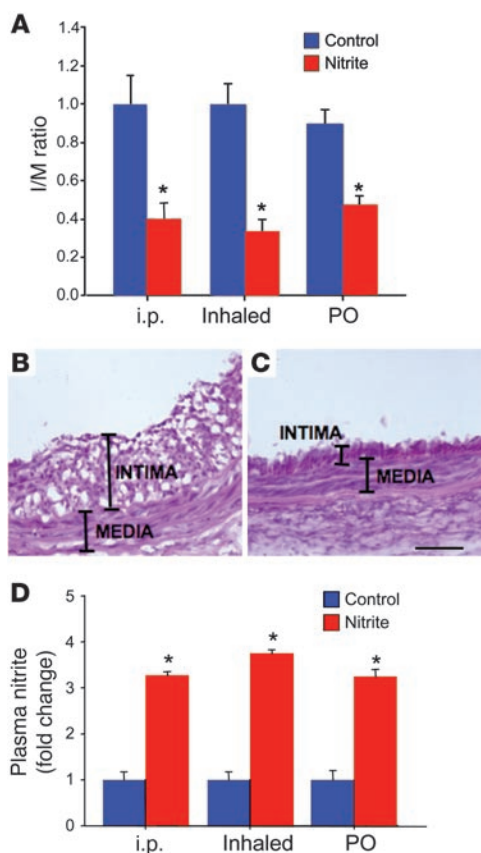 A
Control
Nitrite
I/M ratio
1.4
1.2
1.0
0.8
0.6
0.4
0.2
0.0
*
*
*
i.p.
Inhaled
PO
B
INTIMA
MEDIA
C
INTIMA
MEDIA
D
Control
Nitrite
Plasma nitrite
(fold change)
5
4
3
2
1
0
*
*
*
i.p.
Inhaled
PO